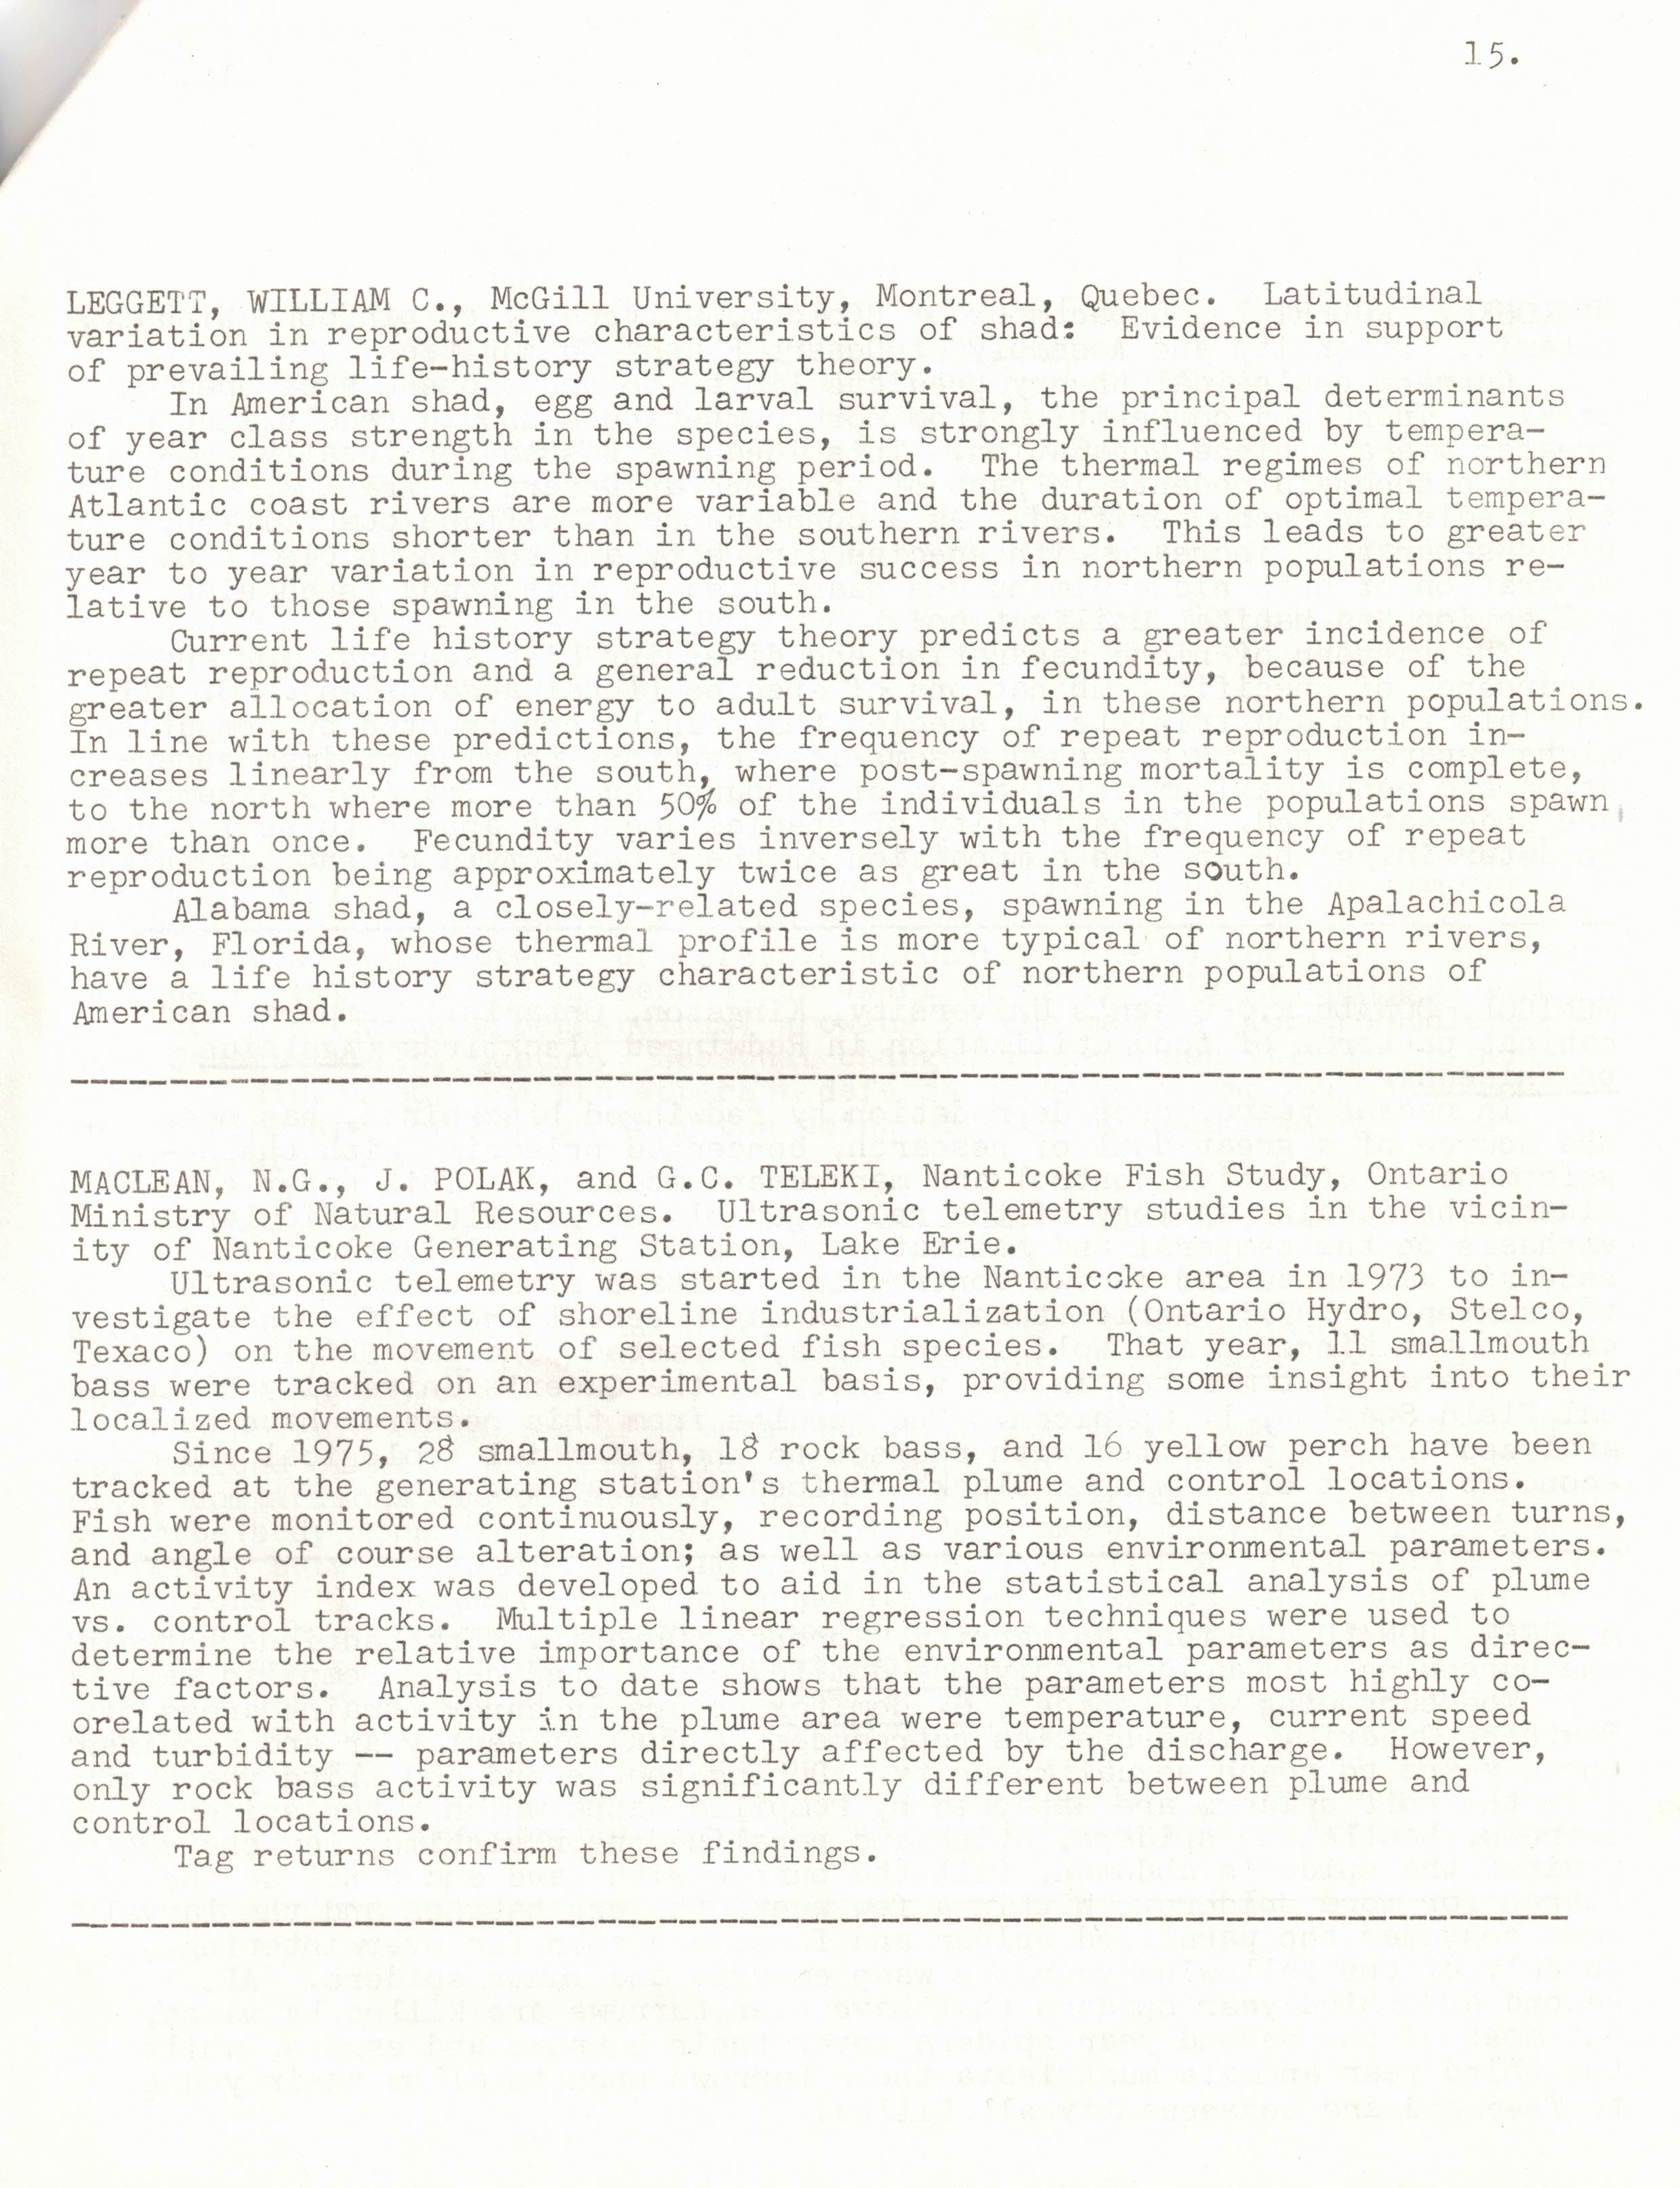 15.
LEGGETT, WILLIAM C., McGill University, Montreal, Quebec.  Latitudinal
variation in reproductive characteristics of shad:  Evidence in support
of prevailing life-history strategy theory.
In American shad, egg and larval survival, the principal determinants
of year class strength in the species, is strongly influenced by tempera-
ture conditions during the spawning period.  The thermal regimes of northern
Atlantic coast rivers are more variable and the duration of optimal tempera-
ture conditions shorter than in the southern rivers.  This leads to greater
year to year variation in reproductive success in northern populations re-
lative to those spawning in the south.
Current life history strategy theory predicts a greater incidence of
repeat reproduction and a general reduction in fecundity, because of the
greater allocation of energy to adult survival, in these northern populations.
In line with these predictions, the frequency of repeat reproduction in-
creases linearly from the south, where post-spawning mortality is complete,
to the north where more than 50% of the individuals in the populations spawn
more than once.  Fecundity varies inversely with the frequency of repeat
reproduction being approximately twice as great in the south.
Alabama shad, a closely-related species, spawning in the Apalachicola
River, Florida, whose thermal profile is more typical of northern rivers,
have a life history strategy characteristic of northern populations of
American shad.
MACLEAN, N.G., J. POLAK, and G.C. TELEKI, Nanticoke Fish Study, Ontario
Ministry of Natural Resources.  Ultrasonic telemetry studies in the vicin-
ity of Nanticoke Generating Station, Lake Erie.
Ultrasonic telemetry was started in the Nanticoke area in 1973 to in-
vestigate the effect of shoreline industrialization (Ontario Hydro, Stelco,
Texaco) on the movement of selected fish species.  That year, 11 smallmouth
bass were tracked on an experimental basis, providing some insight into their
localized movements.
Since 1975, 28 smallmouth, 18 rock bass, and 16 yellow perch have been
tracked at the generating station's thermal plume and control locations.
Fish were monitored continuously, recording position, distance between turns,
and angle of course alteration; as well as various environmental parameters.
An activity index was developed to aid in the statistical analysis of plume
vs. control tracks.  Multiple linear regression techniques were used to
determine the relative importance of the environmental parameters as direc-
tive factors.  Analysis to date shows that the parameters most highly co-
orelated with activity in the plume area were temperature, current speed
and turbidity -- parameters directly affected by the discharge.  However,
only rock bass activity was significantly different between plume and
control locations.
Tag returns confirm these findings.